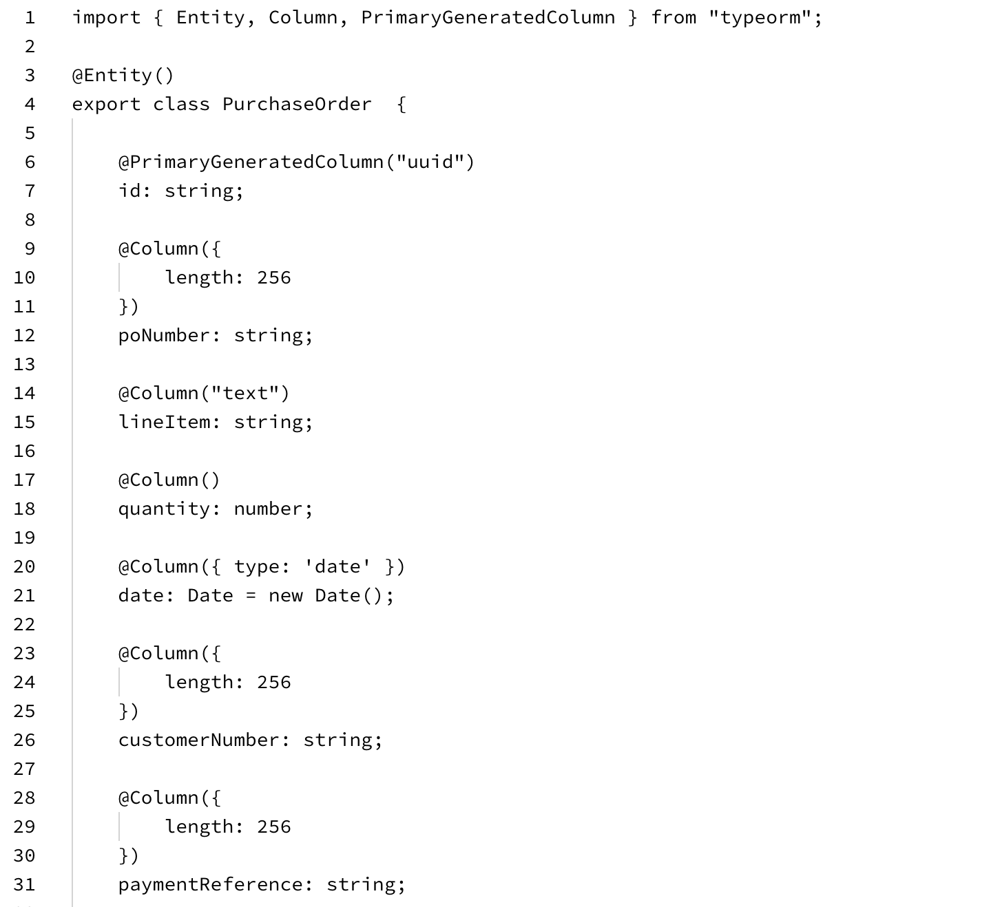 1 import { Entity, Column, PrimaryGeneratedColumn } from "typeorm";
2
3 @Entity()
4 export class PurchaseOrder  {
5
6 @PrimaryGeneratedColumn("uuid")
7 id: string;
8
9 @Column({
10 length: 256
11 })
12 poNumber: string;
13
14 @Column("text")
15 lineItem: string;
16
17 @Column()
18 quantity: number;
19
20 @Column({ type: 'date' })
21 date: Date = new Date();
22
23 @Column({
24 length: 256
25 })
26 customerNumber: string;
27
28 @Column({
29 length: 256
30 })
31 paymentReference: string;